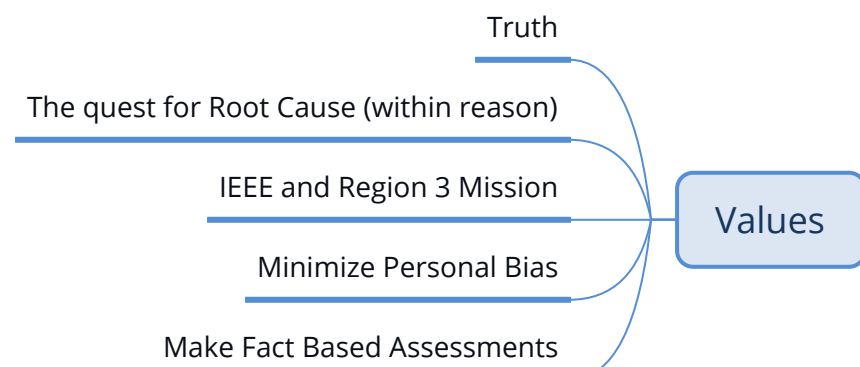 Truth
The quest for Root Cause (within reason)
IEEE and Region 3 Mission
Values
Minimize Personal Bias
Make Fact Based Assessments